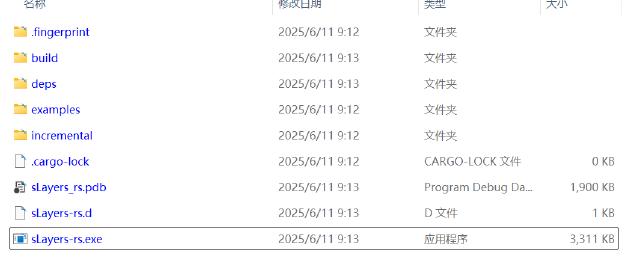 名称 修改日期 类型 大小
.fingerprint 2025/6/11 9:12 文件夹
build 2025/6/11 9:13 文件夹
deps 2025/6/11 9:13 文件夹
examples 2025/6/11 9:12 文件夹
incremental 2025/6/11 9:12 文件夹
.cargo-lock 2025/6/11 9:12 CARGO-LOCK 文件 0 KB
sLayers_rs.pdb 2025/6/11 9:13 Program Debug Da... 1,900 KB
sLayers-rs.d 2025/6/11 9:13 D 文件 1 KB
sLayers-rs.exe 2025/6/11 9:13 应用程序 3,311 KB